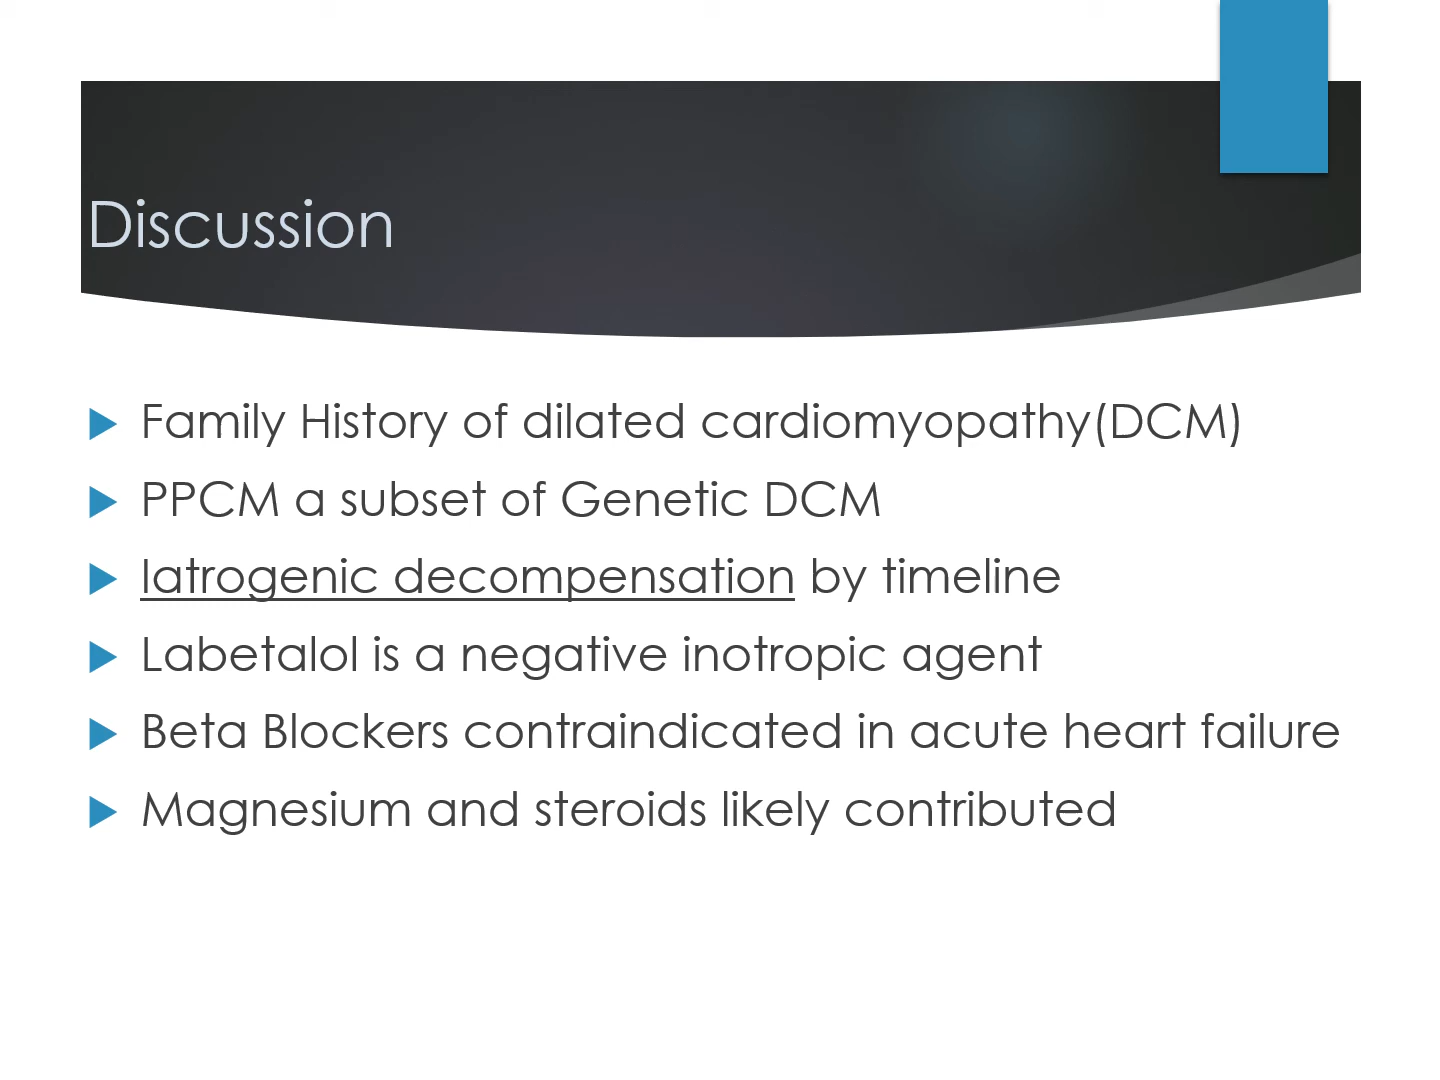 Discussion
Family History of dilated cardiomyopathy(DCM)
PPCM a subset of Genetic DCM
Iatrogenic decompensation by timeline
Labetalol is a negative inotropic agent
Beta Blockers contraindicated in acute heart failure
Magnesium and steroids likely contributed